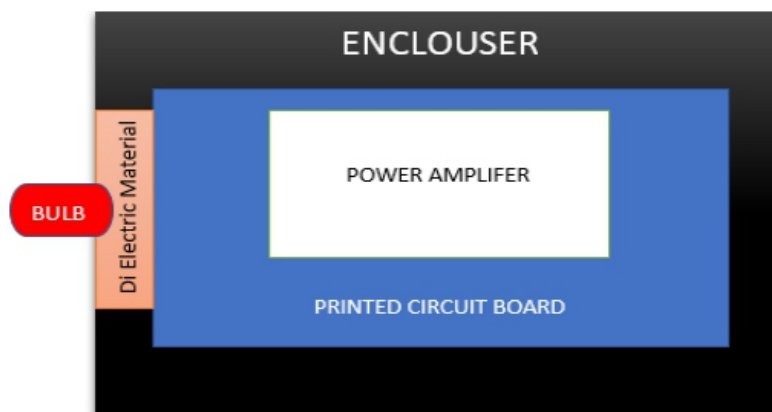 ENCLOUSER
Di Electric Material
POWER AMPLIFER
BULB
PRINTED CIRCUIT BOARD